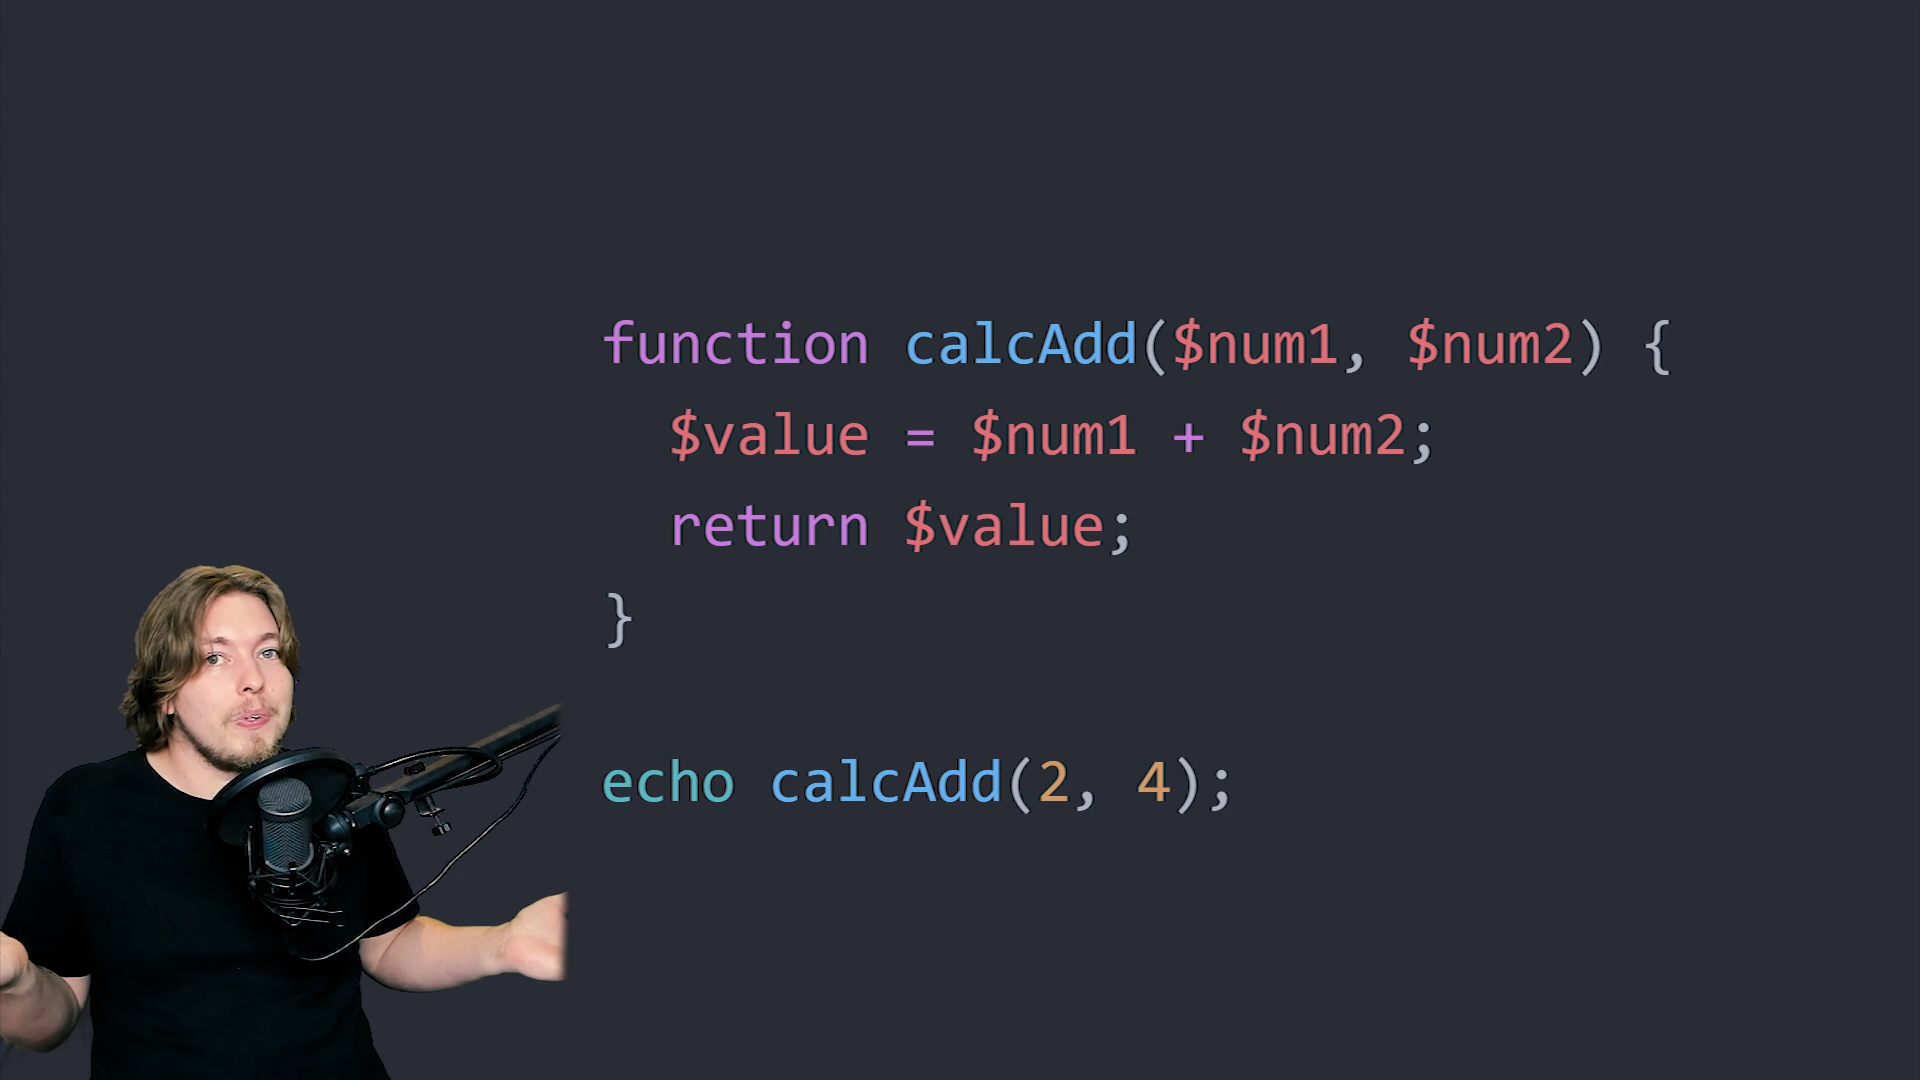 function calcAdd($num1, $num2) {
  $value = $num1 + $num2;
  return $value;
}
echo calcAdd(2, 4);